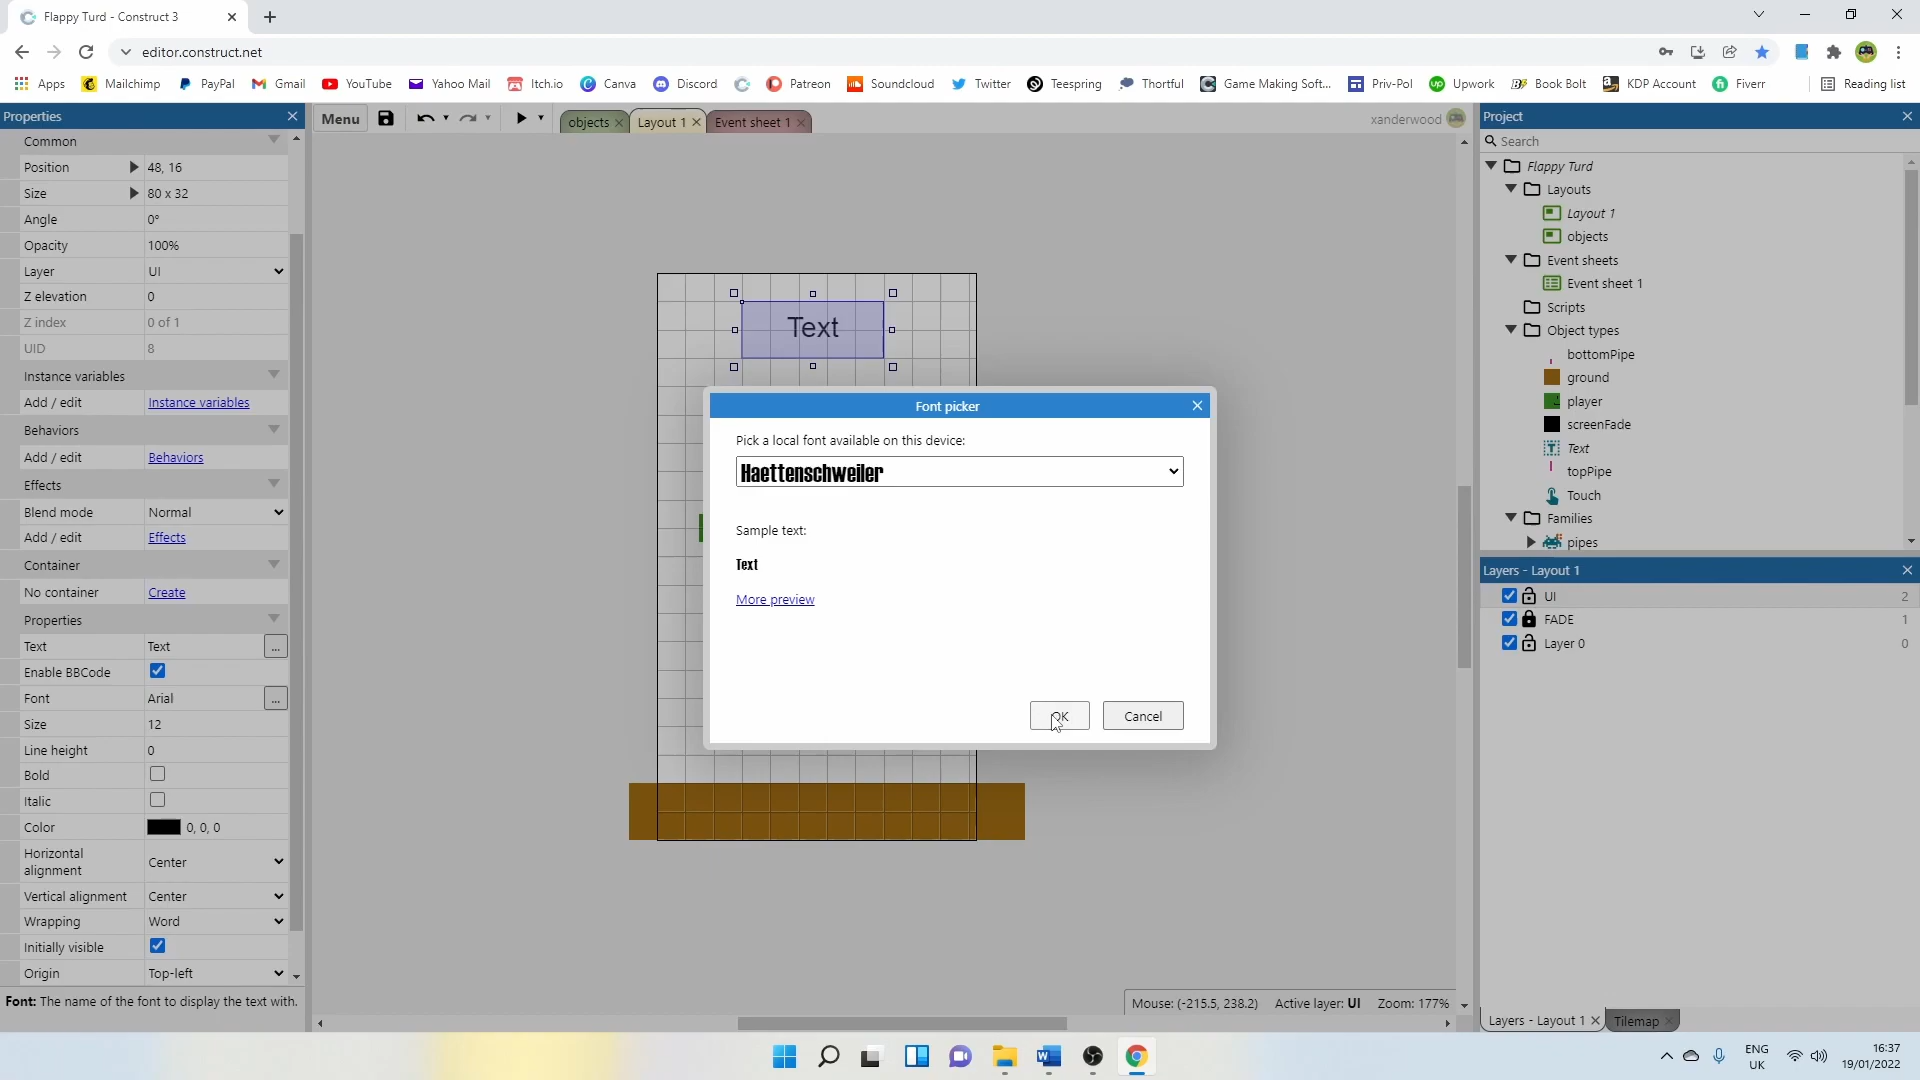 Flappy Turd - Construct 3
editor.construct.net
Apps Mailchimp PayPal Gmail YouTube Yahoo Mail Itch.io Canva Discord Patreon Soundcloud Twitter Teespring Thortful Game Making Soft... Priv-Pol Upwork Book Bolt KDP Account Fiverr Reading list
Properties
Common
Position 48, 16
Size 80 x 32
Angle 0°
Opacity 100%
Layer UI
Z elevation 0
Z index 0 of 1
UID 8
Instance variables
Add / edit Instance variables
Behaviors
Add / edit Behaviors
Effects
Blend mode Normal
Add / edit Effects
Container
No container Create
Properties
Text Text ...
Enable BBCode
Font Arial ...
Size 12
Line height 0
Bold
Italic
Color 0, 0, 0
Horizontal alignment Center
Vertical alignment Center
Wrapping Word
Initially visible
Origin Top-left
Font: The name of the font to display the text with.
Menu objects Layout 1 Event sheet 1 xanderwood
Text
Font picker
Pick a local font available on this device:
Haettenschweiler
Sample text:
Text
More preview
OK Cancel
Mouse: (-215.5, 238.2) Active layer: UI Zoom: 177%
Project
Search
Flappy Turd
Layouts
Layout 1
objects
Event sheets
Event sheet 1
Scripts
Object types
bottomPipe
ground
player
screenFade
Text
topPipe
Touch
Families
pipes
Layers - Layout 1
UI 2
FADE 1
Layer 0 0
Layers - Layout 1 Tilemap
ENG
UK
16:37
19/01/2022